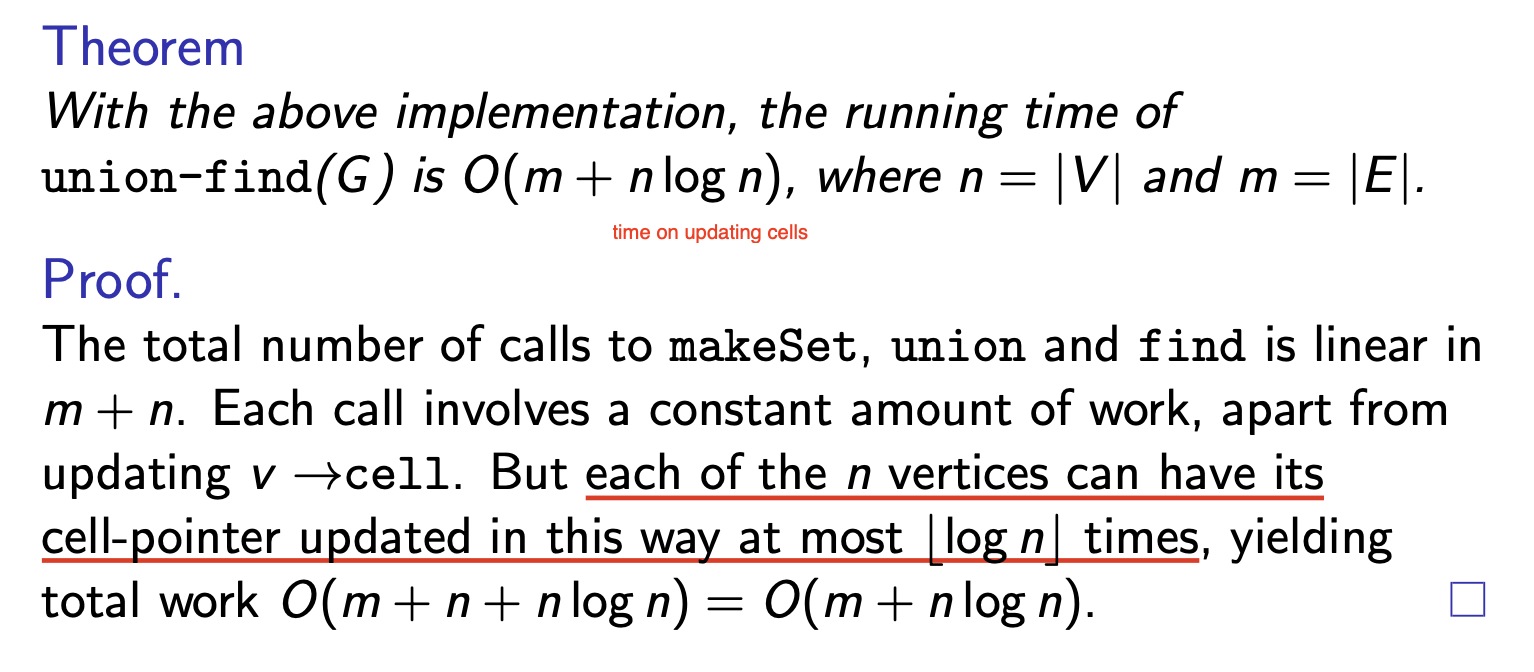 Theorem
With the above implementation, the running time of
union-find(G) is O(m + n log n), where n = |V| and m = |E|.
time on updating cells
Proof.
The total number of calls to makeSet, union and find is linear in
m + n. Each call involves a constant amount of work, apart from
updating v →cell. But each of the n vertices can have its
cell-pointer updated in this way at most ⌊log n⌋ times, yielding
total work O(m + n + n log n) = O(m + n log n). □